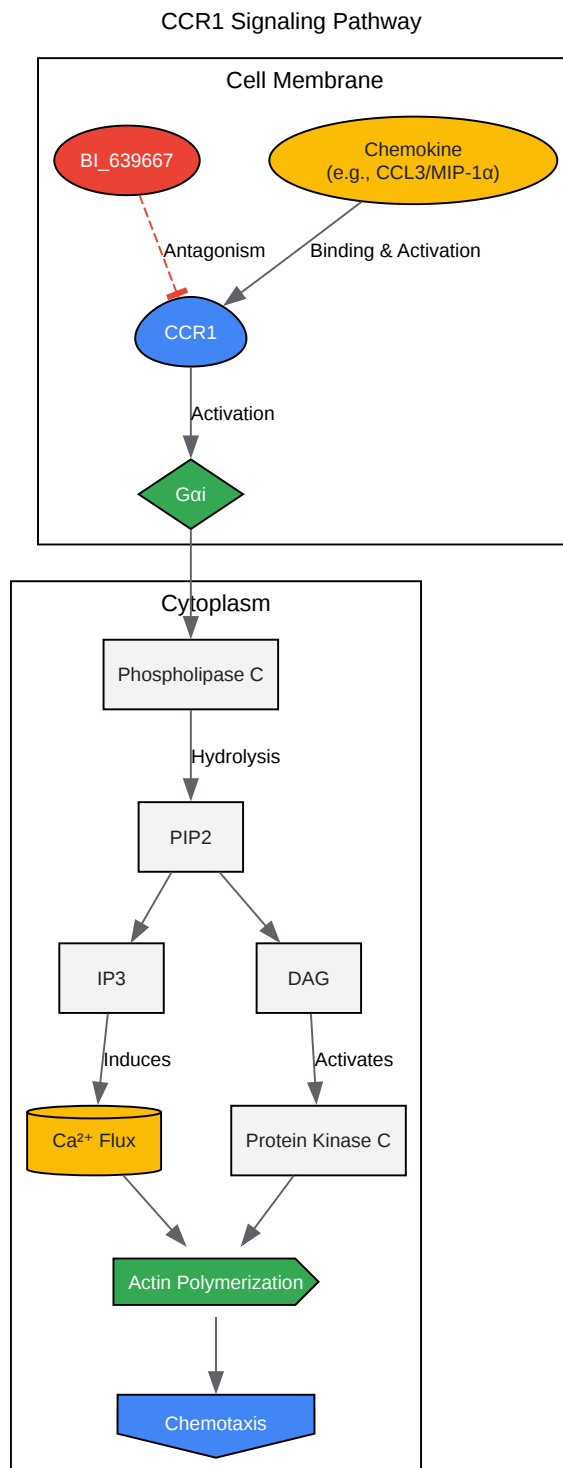 CCR1 Signaling Pathway
Cell Membrane
BI_639667
Chemokine
(e.g., CCL3/MIP-1α)
Antagonism
Binding & Activation
CCR1
Activation
Gαi
Cytoplasm
Phospholipase C
Hydrolysis
PIP2
IP3
DAG
Induces
Activates
Ca²⁺ Flux
Protein Kinase C
Actin Polymerization
Chemotaxis